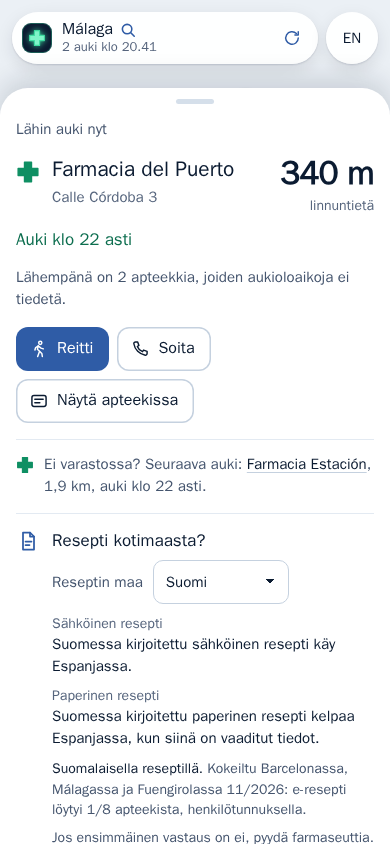 Málaga
2 auki klo 20.41
EN
Lähin auki nyt
Farmacia del Puerto
340 m
Calle Córdoba 3
linnuntietä
Auki klo 22 asti
Lähempänä on 2 apteekkia, joiden aukioloaikoja ei
tiedetä.
Reitti
Soita
Näytä apteekissa
Ei varastossa? Seuraava auki: Farmacia Estación,
1,9 km, auki klo 22 asti.
Resepti kotimaasta?
Reseptin maa
Suomi
Sähköinen resepti
Suomessa kirjoitettu sähköinen resepti käy
Espanjassa.
Paperinen resepti
Suomessa kirjoitettu paperinen resepti kelpaa
Espanjassa, kun siinä on vaaditut tiedot.
Suomalaisella reseptillä. Kokeiltu Barcelonassa,
Málagassa ja Fuengirolassa 11/2026: e-resepti
löytyi 1/8 apteekista, henkilötunnuksella.
Jos ensimmäinen vastaus on ei, pyydä farmaseuttia.